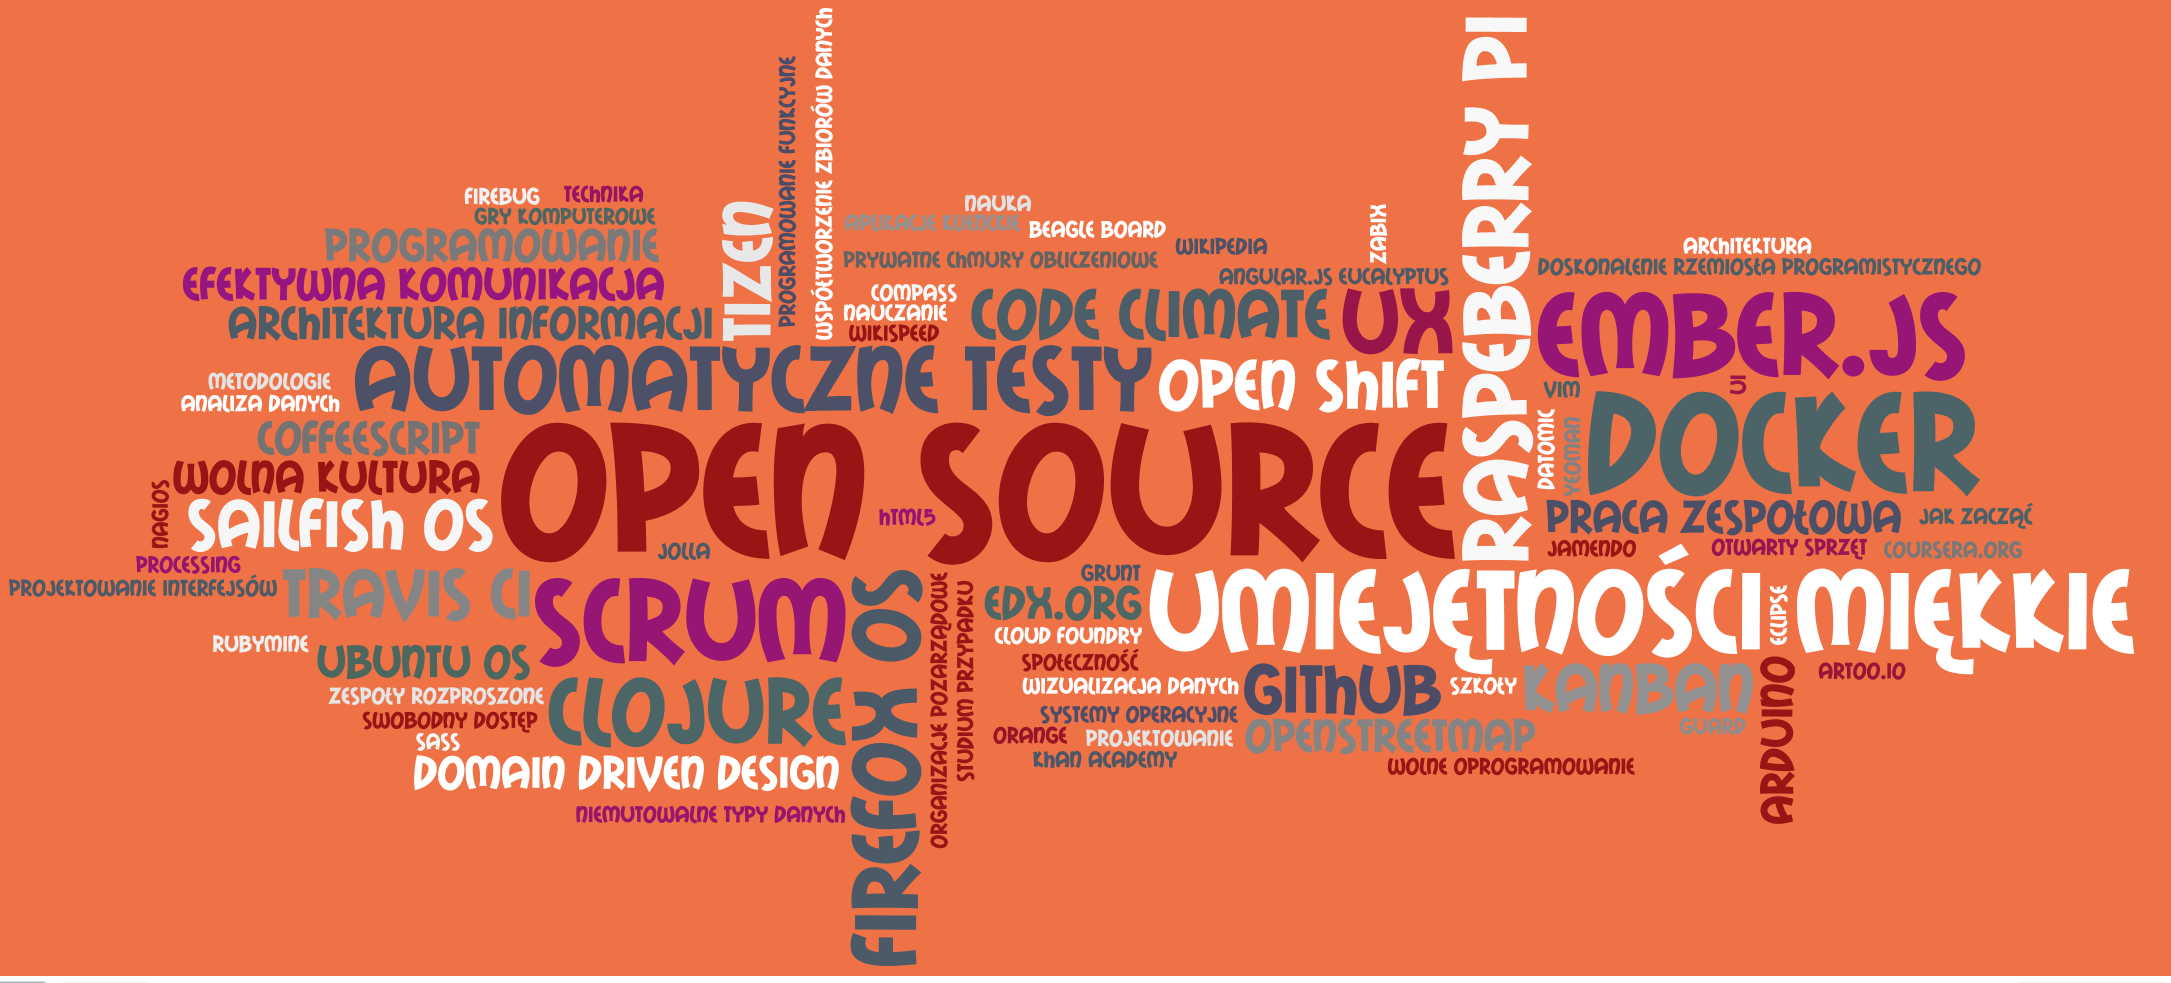 WSPÓŁTWORZENIE ZBIORÓW DANYCH
RASPBEBERRY PI
PROGRAMOWANIE FUNKCYJNE
FIREBUG
TECHNIKA
NAUKA
TIZEN
ZABIX
GRY KOMPUTEROWE
APLIKACJE KLIENCKIE
BEAGLE BOARD
PROGRAMOWANIE
WIKIPEDIA
ARCHITEKTURA
PRYWATNE CHMURY OBLICZENIOWE
DOSKONALENIE RZEMIOSŁA PROGRAMISTYCZNEGO
EFEKTYWNA KOMUNIKACJA
ANGULAR.JS
EUCALYPTUS
COMPASS
NAUCZANIE
WIKISPEED
CODE CLIMATE
UX
EMBER.JS
ARCHITEKTURA INFORMACJI
AUTOMATYCZNE TESTY
OPEN SHIFT
METODOLOGIE
ANALIZA DANYCH
VIM
5
DATOMIC
YEOMAN
DOCKER
COFFEESCRIPT
OPEN SOURCE
WOLNA KULTURA
NAGIOS
SAILFISH OS
HTML5
PRACA ZESPOŁOWA
JAK ZACZĄĆ
JOLLA
JAMENDO
OTWARTY SPRZĘT
COURSERA.ORG
PROCESSING
PROJEKTOWANIE INTERFEJSÓW
TRAVIS CI
SCRUM
FIREFOX OS
ORGANIZACJE POZARZĄDOWE
STUDIUM PRZYPADKU
GRUNT
EDX.ORG
UMIEJĘTNOŚCI MIĘKKIE
ECLIPSE
CLOUD FOUNDRY
RUBYMINE
UBUNTU OS
SPOŁECZNOŚĆ
ARTOO.IO
WIZUALIZACJA DANYCH
GITHUB
SZKOŁY
KANBAN
ARDUINO
ZESPOŁY ROZPROSZONE
CLOJURE
SWOBODNY DOSTĘP
SYSTEMY OPERACYJNE
GUARD
ORANGE
PROJEKTOWANIE
OPENSTREETMAP
SASS
KHAN ACADEMY
DOMAIN DRIVEN DESIGN
WOLNE OPROGRAMOWANIE
NIEMUTOWALNE TYPY DANYCH